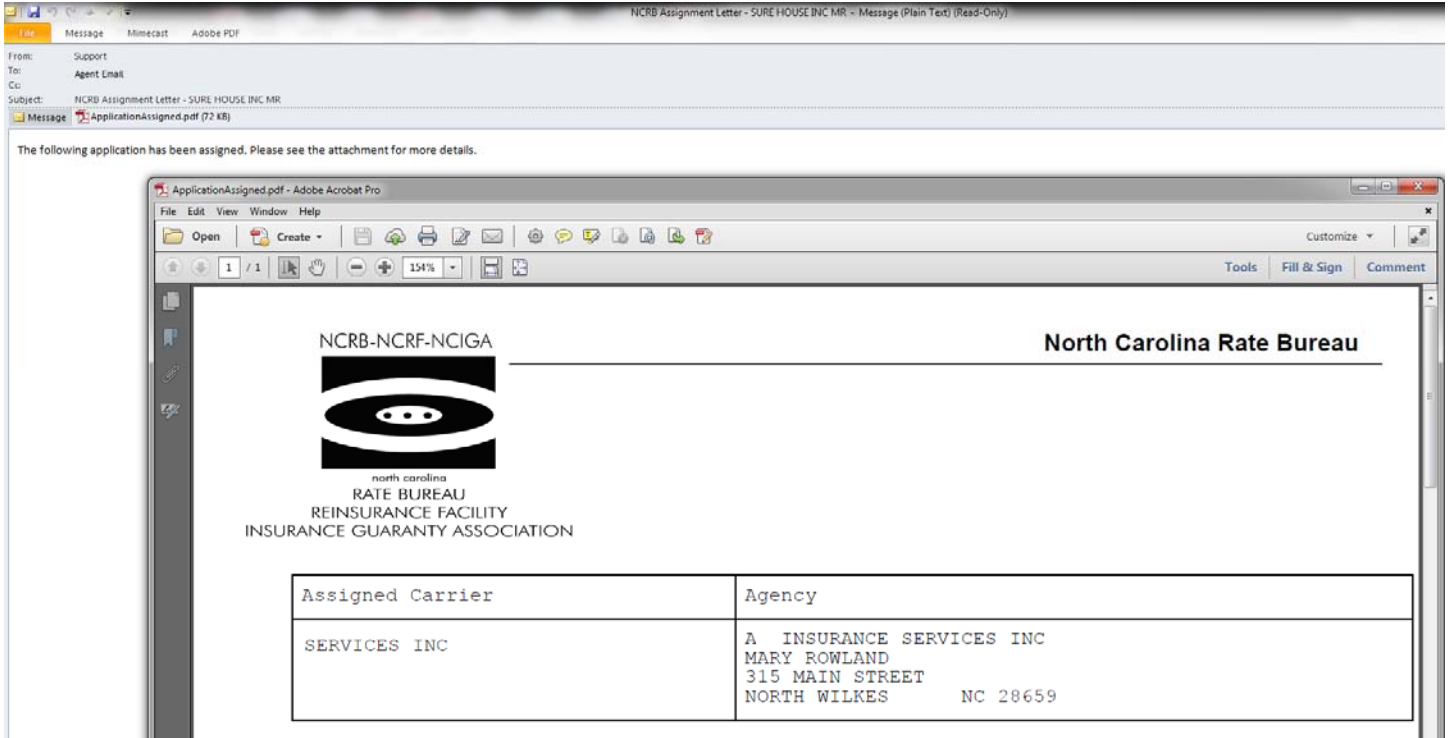 NCRB Assignment Letter - SURE HOUSE INC MR - Message (Plain Text) (Read-Only)
File Message Mimecast Adobe PDF
From: Support
To: Agent Email
Cc:
Subject: NCRB Assignment Letter - SURE HOUSE INC MR
Message ApplicationAssigned.pdf (72 KB)
The following application has been assigned. Please see the attachment for more details.
ApplicationAssigned.pdf - Adobe Acrobat Pro
File Edit View Window Help
Open Create Customize
1 / 1 154% Tools Fill & Sign Comment
NCRB-NCRF-NCIGA
North Carolina Rate Bureau
north carolina
RATE BUREAU
REINSURANCE FACILITY
INSURANCE GUARANTY ASSOCIATION
Assigned Carrier Agency
SERVICES INC
A INSURANCE SERVICES INC
MARY ROWLAND
315 MAIN STREET
NORTH WILKES NC 28659